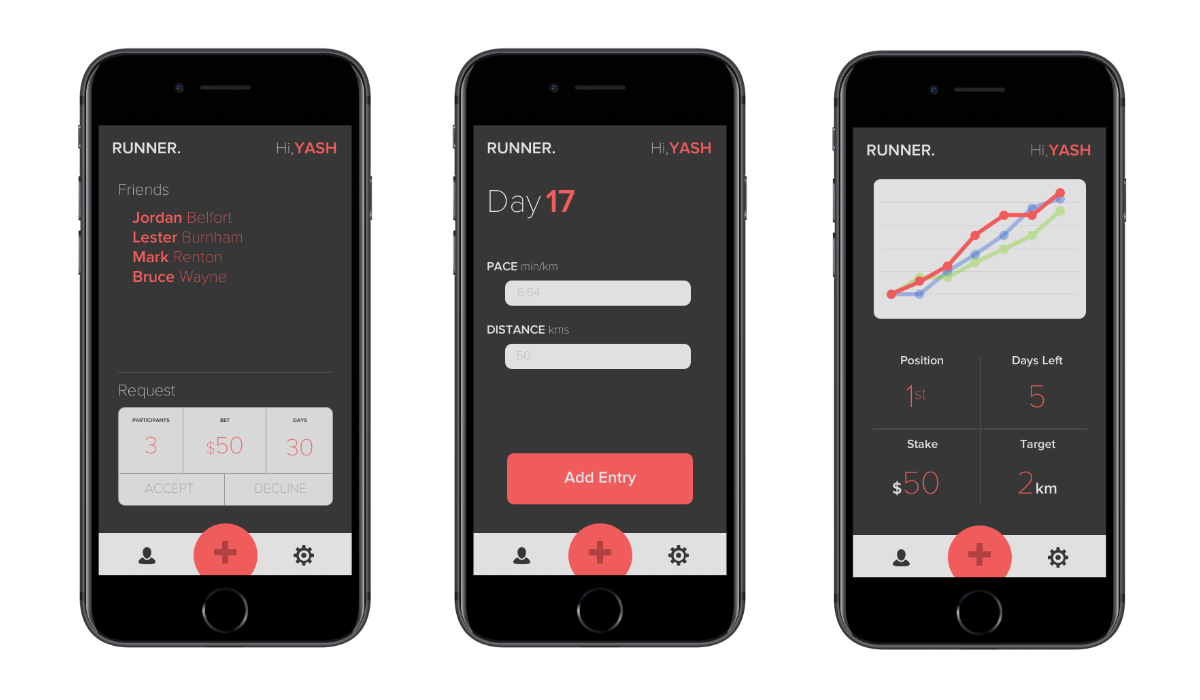 RUNNER. Hi,YASH
Friends
Jordan Belfort
Lester Burnham
Mark Renton
Bruce Wayne
Request
PARTICIPANTS BET DAYS
3 $50 30
ACCEPT DECLINE
RUNNER. Hi,YASH
Day 17
PACE min/km
6.64
DISTANCE kms
50
Add Entry
RUNNER. Hi,YASH
Position Days Left
1st 5
Stake Target
$50 2km